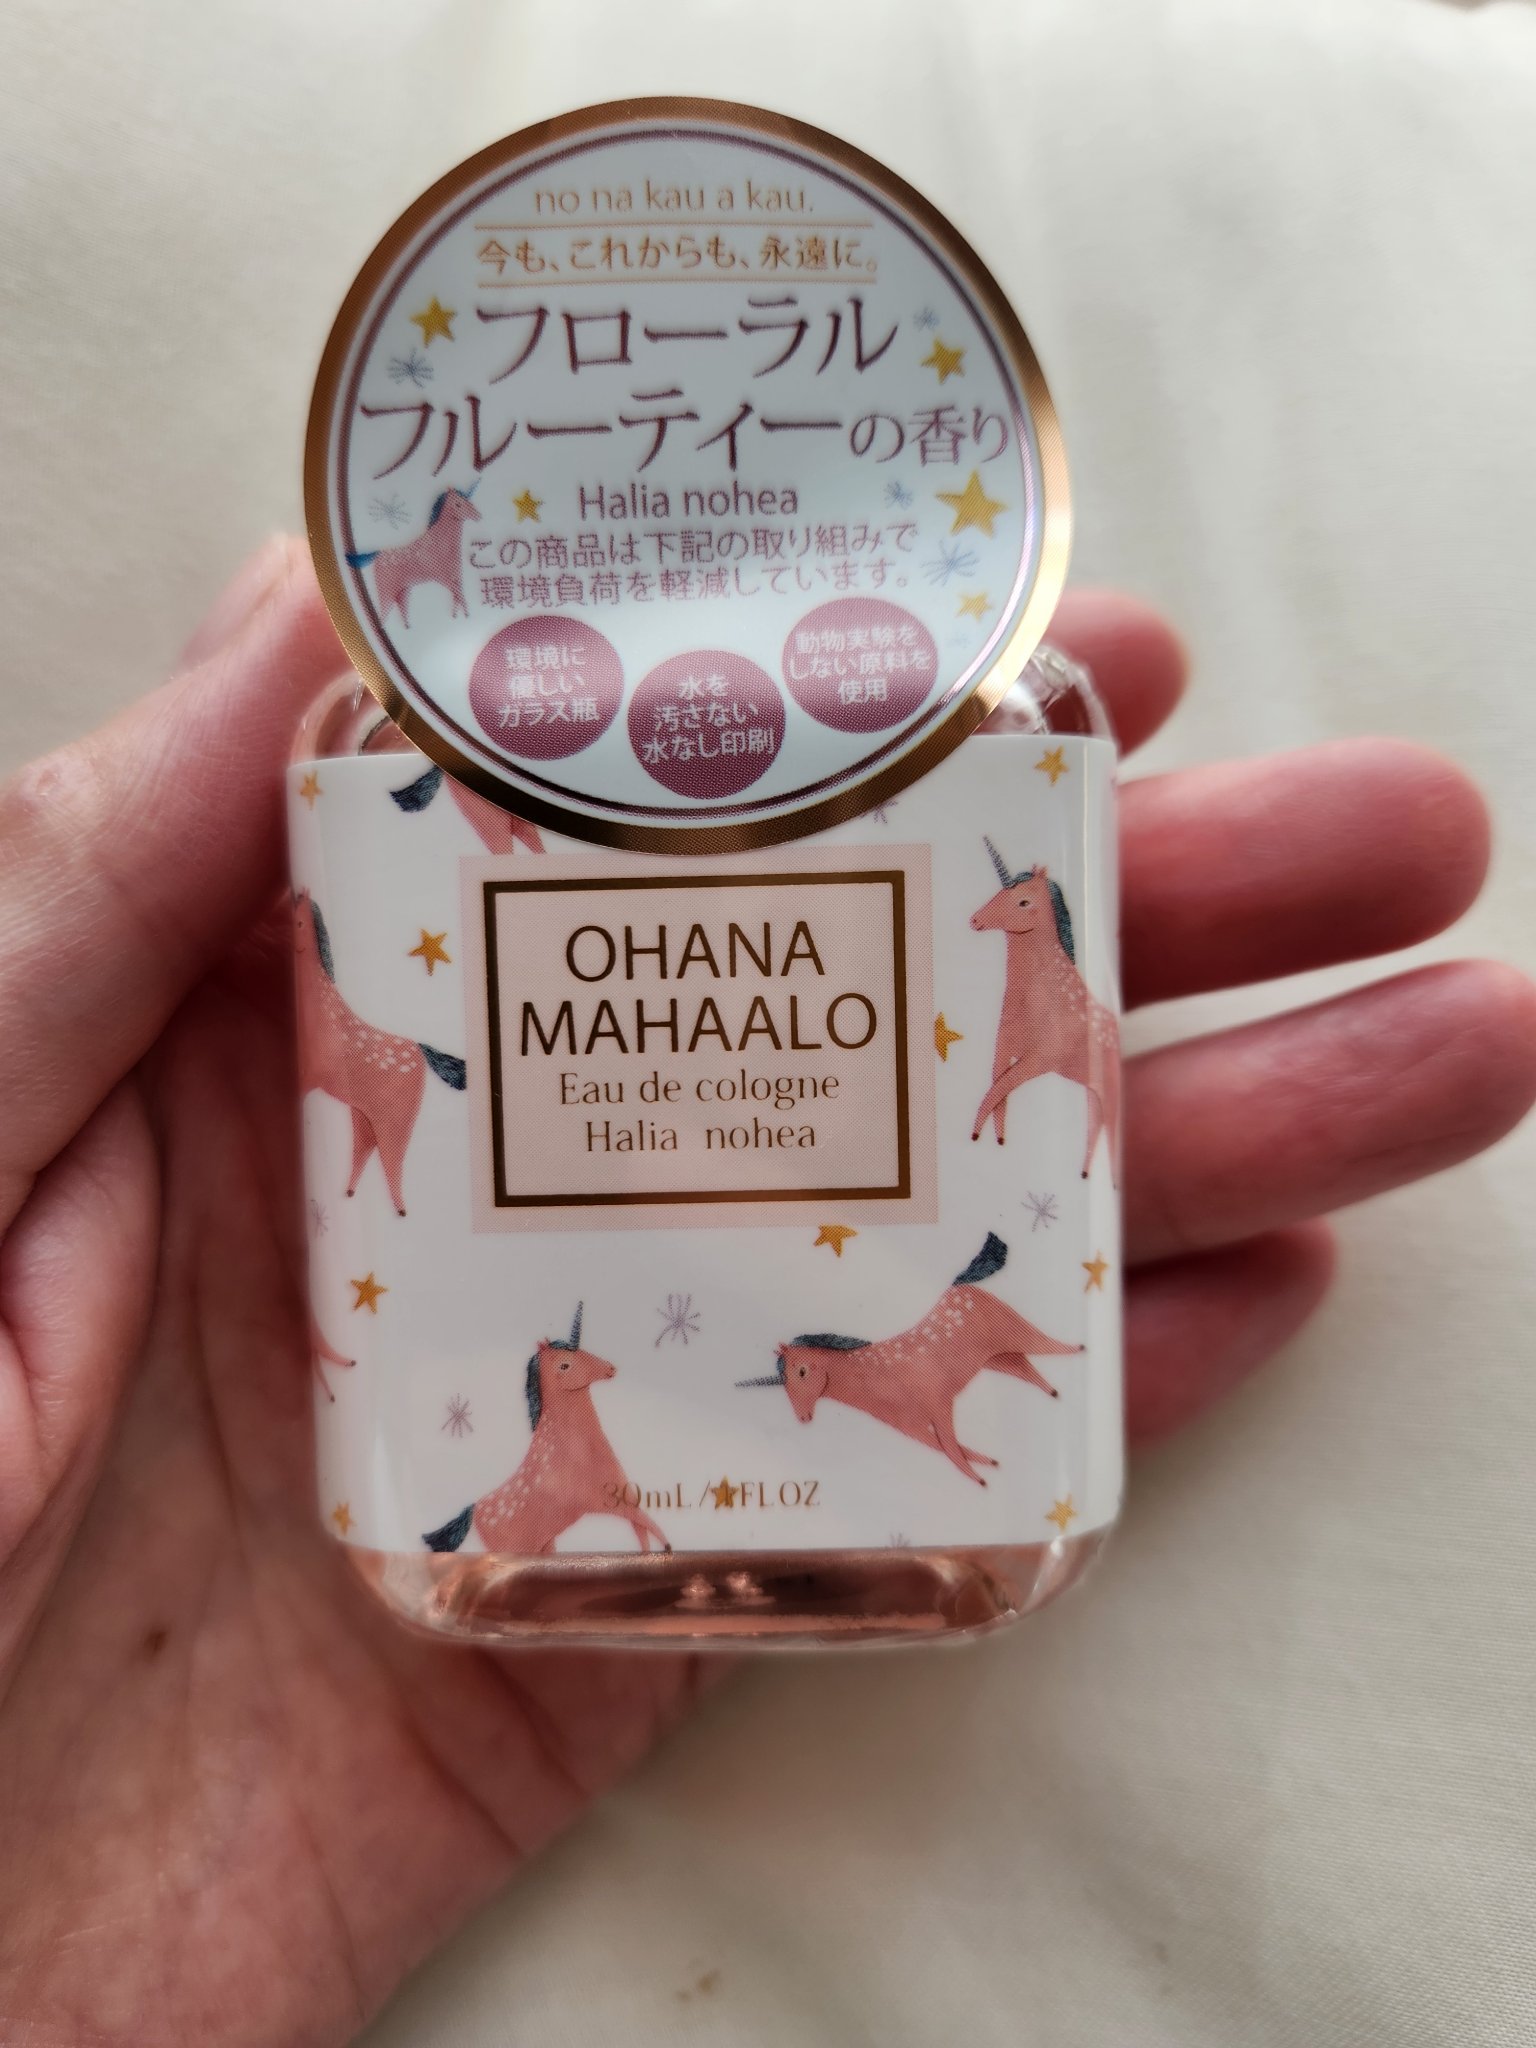 no na kau a kau.
今も、これからも、永遠に。
フローラル
フルーティーの香り
Halia nohea
この商品は下記の取り組みで
環境負荷を軽減しています。
環境に
優しい
ガラス瓶
水を
汚さない
水なし印刷
動物実験を
しない原料を
使用
OHANA
MAHAALO
Eau de cologne
Halia nohea
30mL / 1FL OZ